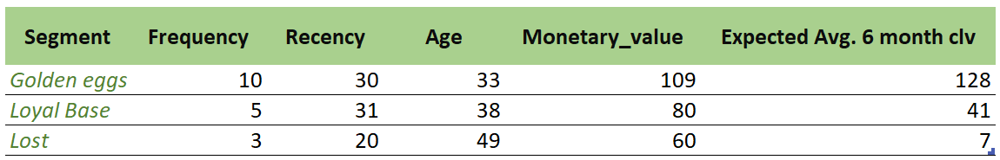 Segment Frequency Recency Age Monetary_value Expected Avg. 6 month clv
Golden eggs 10 30 33 109 128
Loyal Base 5 31 38 80 41
Lost 3 20 49 60 7